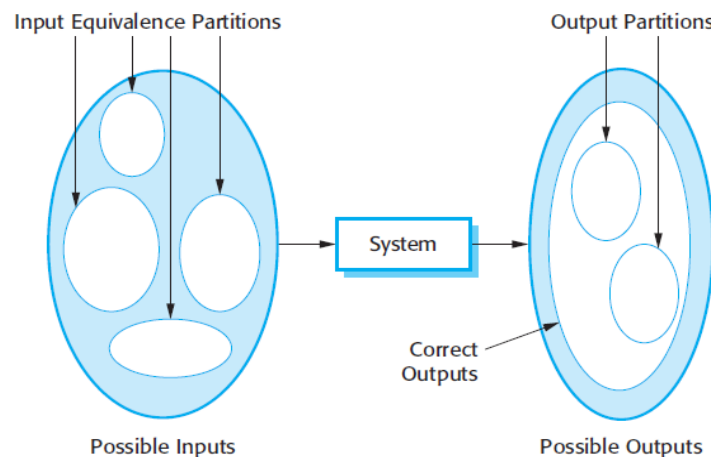 Input Equivalence Partitions
Output Partitions
System
Correct
Outputs
Possible Inputs
Possible Outputs